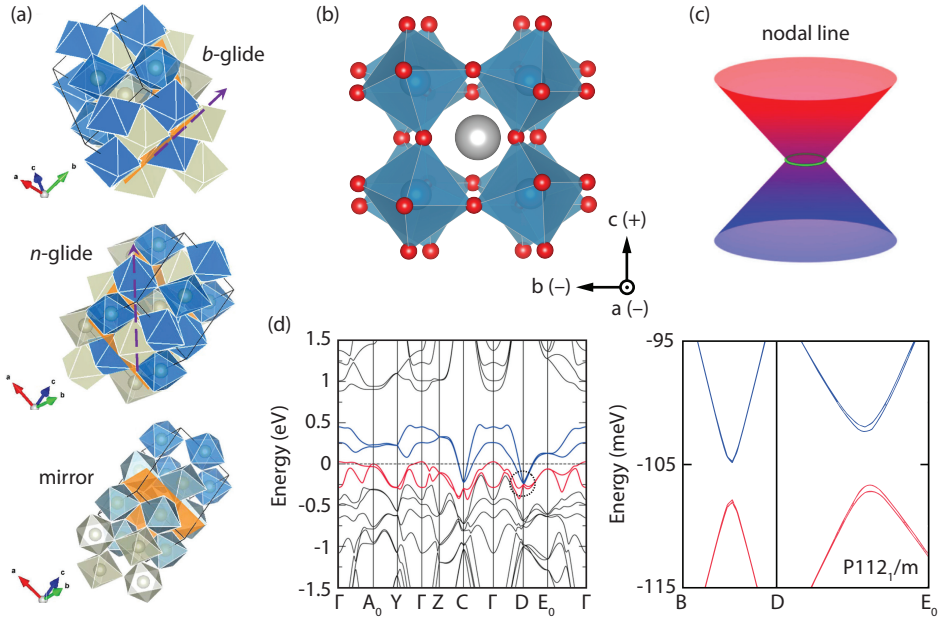 (a)
b-glide
a
c
b
n-glide
a
c
b
mirror
a
c
b
(b)
c (+)
b (–)
a (–)
(c)
nodal line
(d)
Energy (eV)
1.5
1
0.5
0
-0.5
-1
-1.5
Γ A₀ Y Γ Z C Γ D E₀ Γ
Energy (meV)
-95
-105
-115
P112₁/m
B D E₀